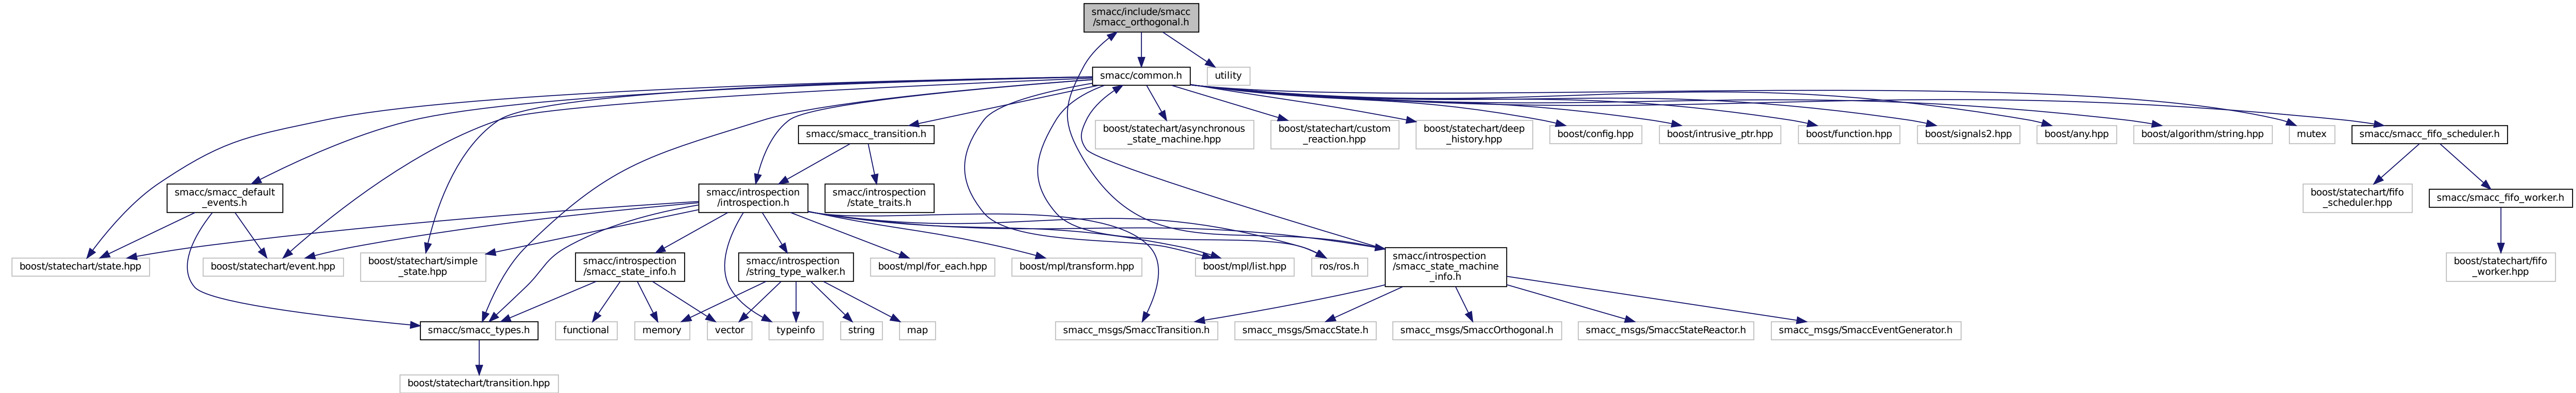 smacc/include/smacc
/smacc_orthogonal.h
smacc/common.h
utility
smacc/smacc_transition.h
boost/statechart/asynchronous
_state_machine.hpp
boost/statechart/custom
_reaction.hpp
boost/statechart/deep
_history.hpp
boost/config.hpp
boost/intrusive_ptr.hpp
boost/function.hpp
boost/signals2.hpp
boost/any.hpp
boost/algorithm/string.hpp
mutex
smacc/smacc_fifo_scheduler.h
smacc/smacc_default
_events.h
smacc/introspection
/introspection.h
smacc/introspection
/state_traits.h
boost/statechart/fifo
_scheduler.hpp
smacc/smacc_fifo_worker.h
boost/statechart/state.hpp
boost/statechart/event.hpp
boost/statechart/simple
_state.hpp
smacc/introspection
/smacc_state_info.h
smacc/introspection
/string_type_walker.h
boost/mpl/for_each.hpp
boost/mpl/transform.hpp
boost/mpl/list.hpp
ros/ros.h
smacc/introspection
/smacc_state_machine
_info.h
boost/statechart/fifo
_worker.hpp
smacc/smacc_types.h
functional
memory
vector
typeinfo
string
map
smacc_msgs/SmaccTransition.h
smacc_msgs/SmaccState.h
smacc_msgs/SmaccOrthogonal.h
smacc_msgs/SmaccStateReactor.h
smacc_msgs/SmaccEventGenerator.h
boost/statechart/transition.hpp